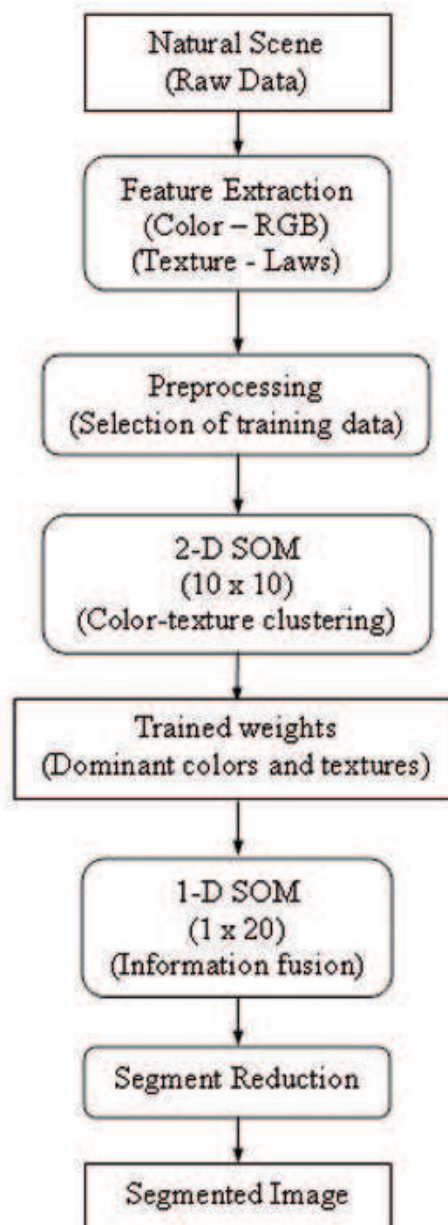 Natural Scene
(Raw Data)
Feature Extraction
(Color – RGB)
(Texture - Laws)
Preprocessing
(Selection of training data)
2-D SOM
(10 x 10)
(Color-texture clustering)
Trained weights
(Dominant colors and textures)
1-D SOM
(1 x 20)
(Information fusion)
Segment Reduction
Segmented Image